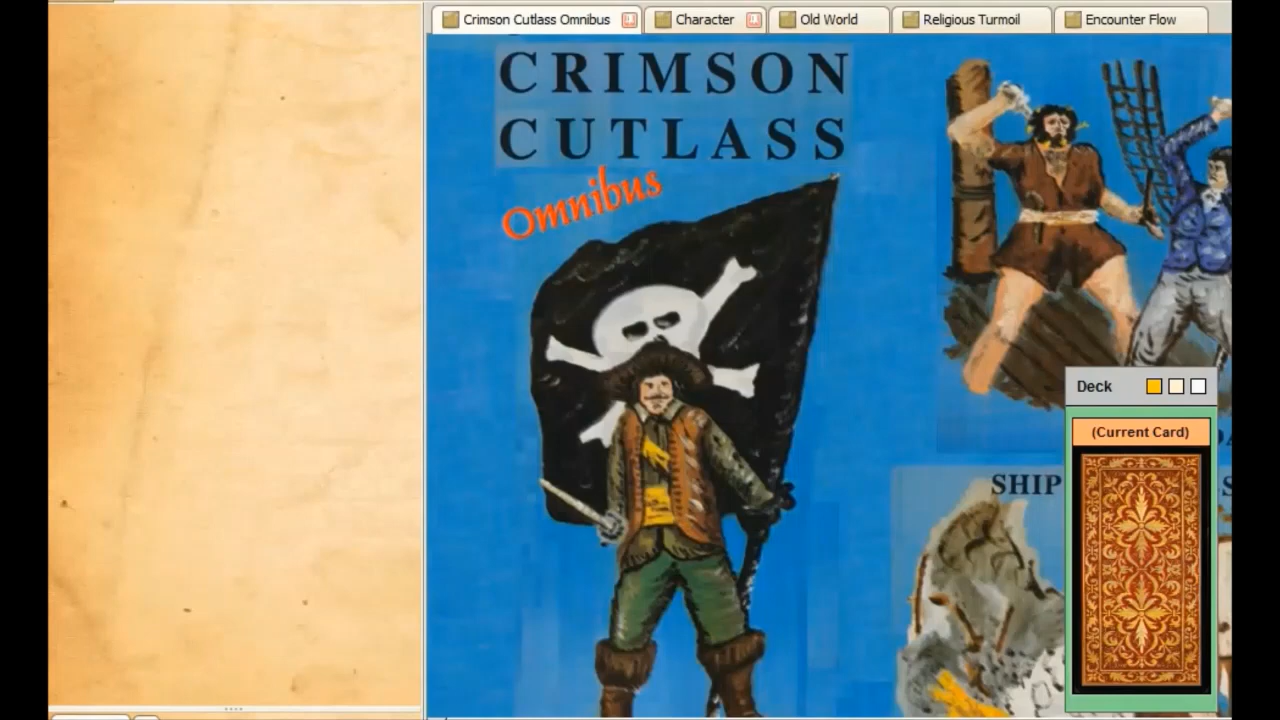 Crimson Cutlass Omnibus
Character
Old World
Religious Turmoil
Encounter Flow
CRIMSON
CUTLASS
Omnibus
Deck
(Current Card)
SHIP